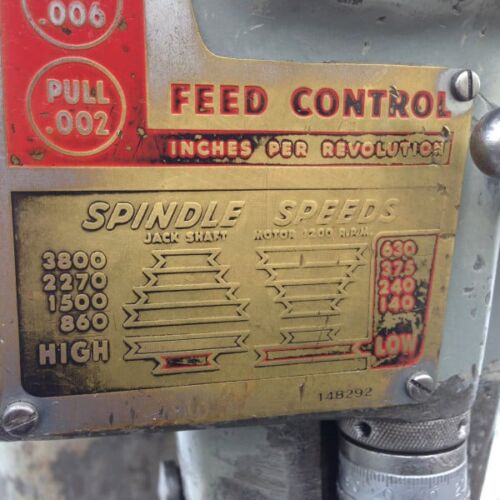 .006
PULL
.002
FEED CONTROL
INCHES PER REVOLUTION
SPINDLE SPEEDS
JACK SHAFT MOTOR 1200 R.P.M.
3800 630
2270 375
1500 240
860 140
HIGH LOW
148292